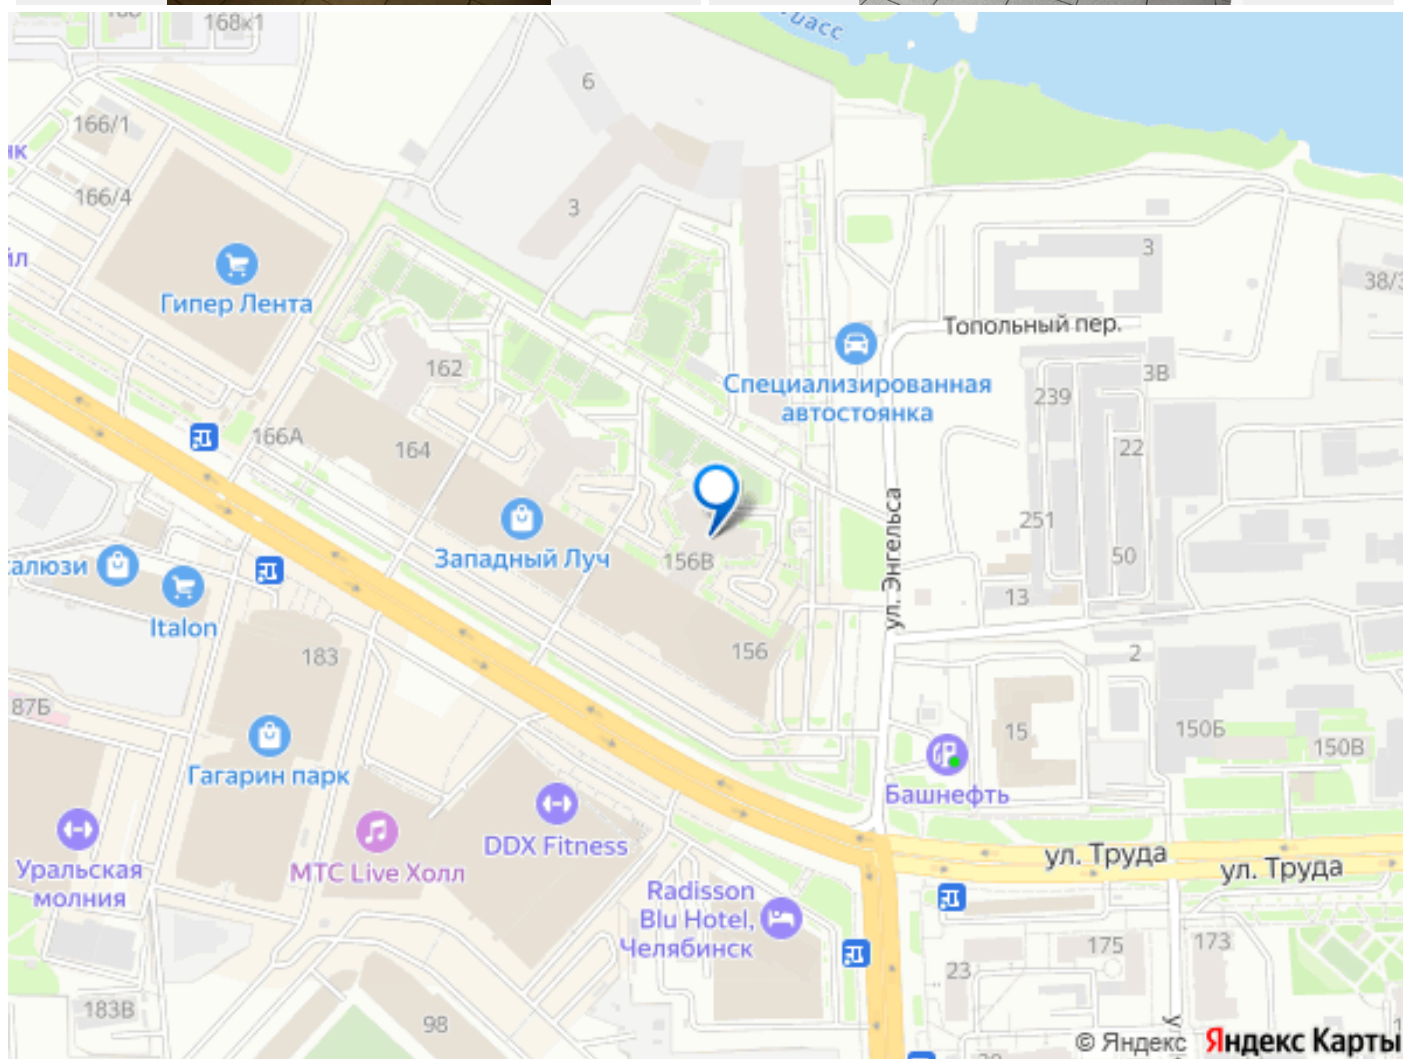 168к1
6
166/1
166/4
3
Гипер Лента
3
38/3
Топольный пер.
162
Специализированная
автостоянка
3В
239
166А
164
22
251
ул. Энгельса
Западный Луч
156В
50
13
Italon
183
156
2
87Б
15
150Б
150В
Гагарин парк
Башнефть
DDX Fitness
ул. Труда
ул. Труда
МТС Live Холл
Уральская
молния
Radisson
Blu Hotel,
Челябинск
175
173
23
183В
98
© Яндекс
Яндекс Карты